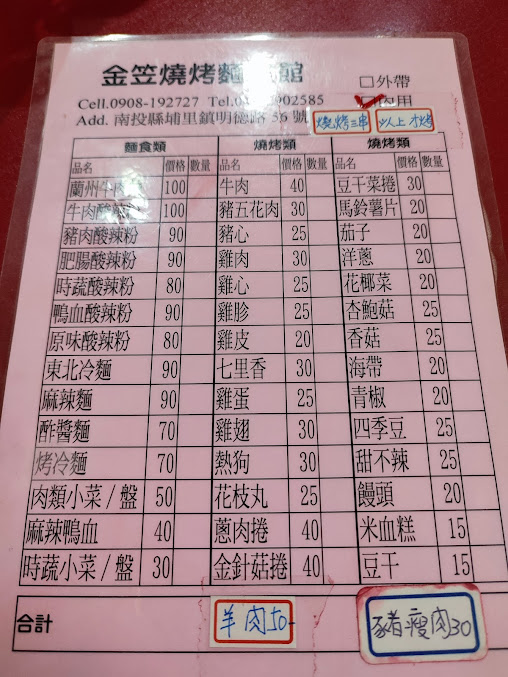 金笠燒烤麵 館
□外帶
Cell.0908-192727 Tel. 902585
內用
Add. 南投縣埔里鎮明德路 56 號
燒烤三串 以上才烤
麵食類 燒烤類 燒烤類
品名 價格 數量 品名 價格 數量 品名 價格 數量
蘭州牛肉 100 牛肉 40 豆干菜捲 30
牛肉酸辣粉 100 豬五花肉 30 馬鈴薯片 20
豬肉酸辣粉 90 豬心 25 茄子 20
肥腸酸辣粉 90 雞肉 30 洋蔥 20
時蔬酸辣粉 80 雞心 25 花椰菜 20
鴨血酸辣粉 90 雞胗 25 杏鮑菇 25
原味酸辣粉 80 雞皮 20 香菇 25
東北冷麵 90 七里香 30 海帶 20
麻辣麵 90 雞蛋 25 青椒 20
酢醬麵 70 雞翅 30 四季豆 25
烤冷麵 70 熱狗 30 甜不辣 25
肉類小菜/盤 50 花枝丸 25 饅頭 20
麻辣鴨血 40 蔥肉捲 40 米血糕 15
時蔬小菜/盤 30 金針菇捲 40 豆干 15
合計
羊肉50- 豬瘦肉30